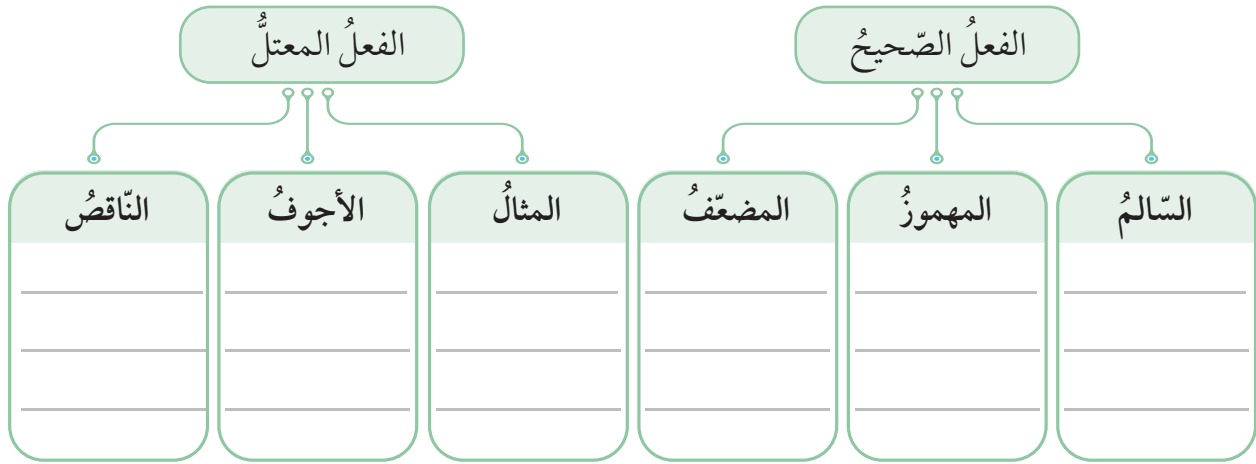 الفعلُ الصّحيحُ
الفعلُ المعتلُّ
السّالمُ
المهموزُ
المضعّفُ
المثالُ
الأجوفُ
النّاقصُ